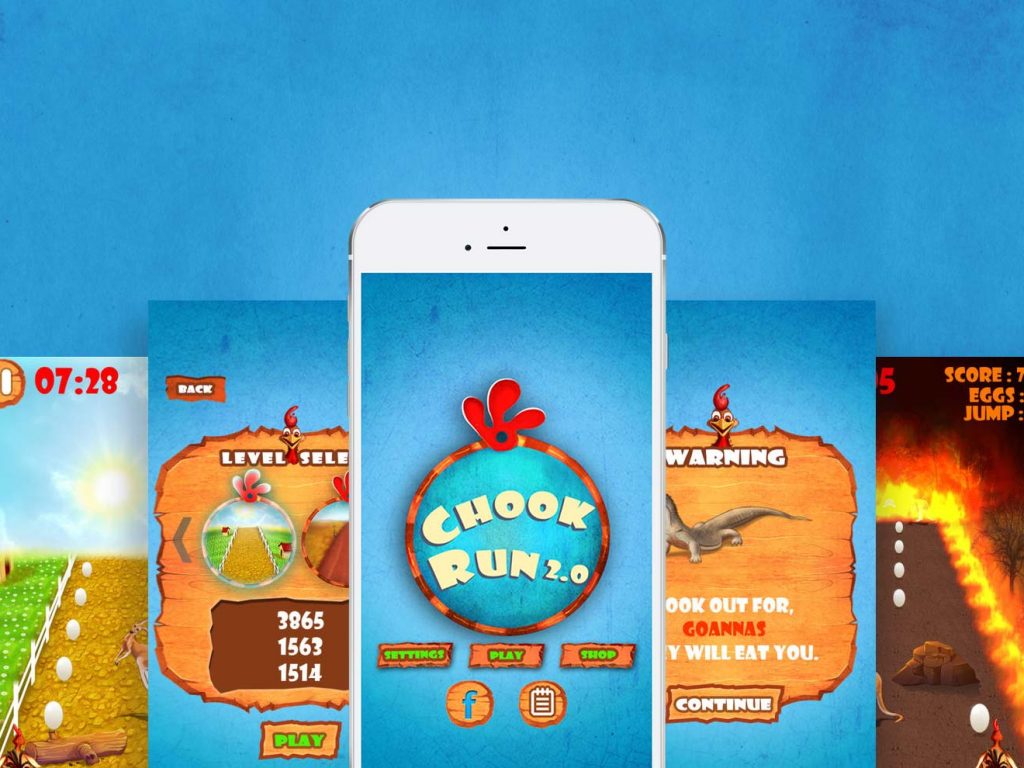 07:28
BACK
LEVEL SELE
3865
1563
1514
PLAY
CHOOK
RUN 2.0
SETTINGS
PLAY
SHOP
f
WARNING
OOK OUT FOR,
GOANNAS
Y WILL EAT YOU.
CONTINUE
5
SCORE : 7
EGGS :
JUMP :